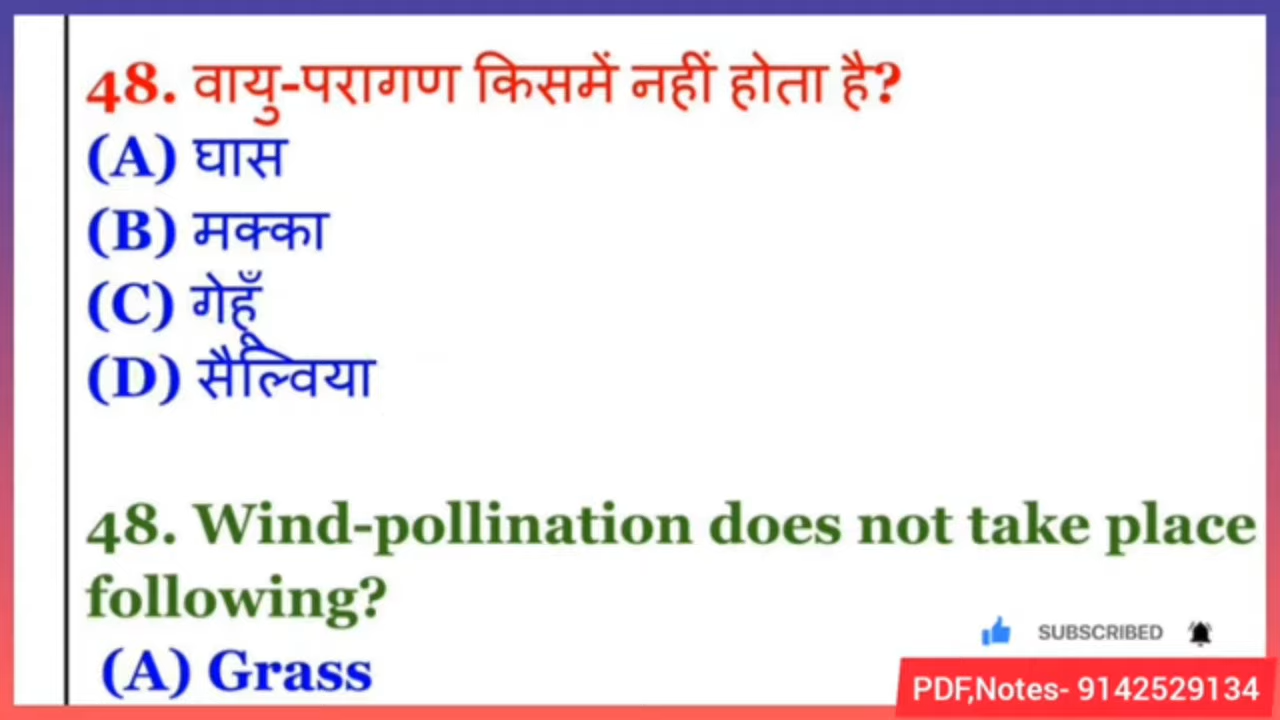 48. वायु-परागण किसमें नहीं होता है?
(A) घास
(B) मक्का
(C) गेहूँ
(D) सैल्विया
48. Wind-pollination does not take place
following?
(A) Grass
SUBSCRIBED
PDF,Notes- 9142529134